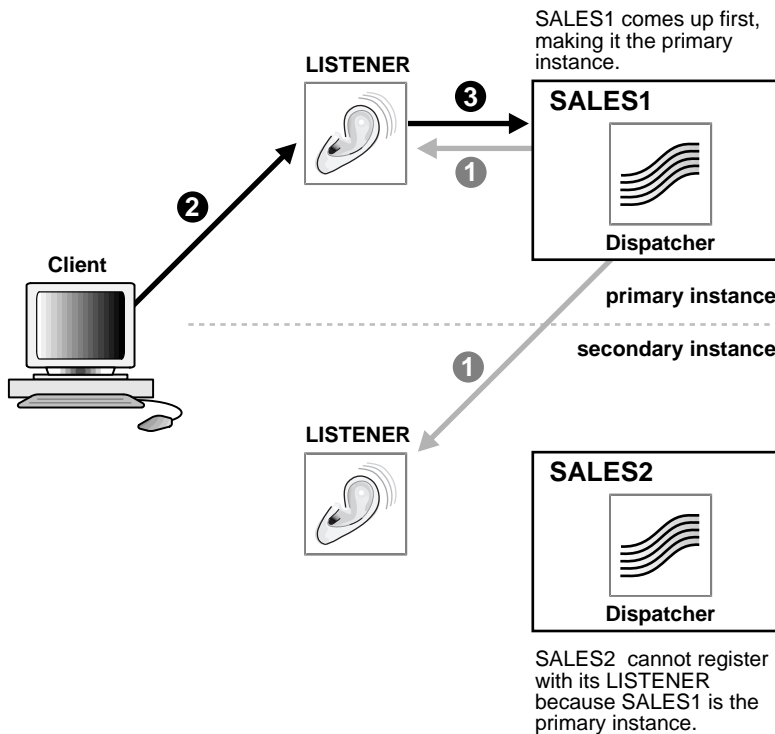 SALES1 comes up first,
making it the primary
instance.
LISTENER
3
SALES1
1
2
Dispatcher
Client
primary instance
secondary instance
1
LISTENER
SALES2
Dispatcher
SALES2 cannot register
with its LISTENER
because SALES1 is the
primary instance.